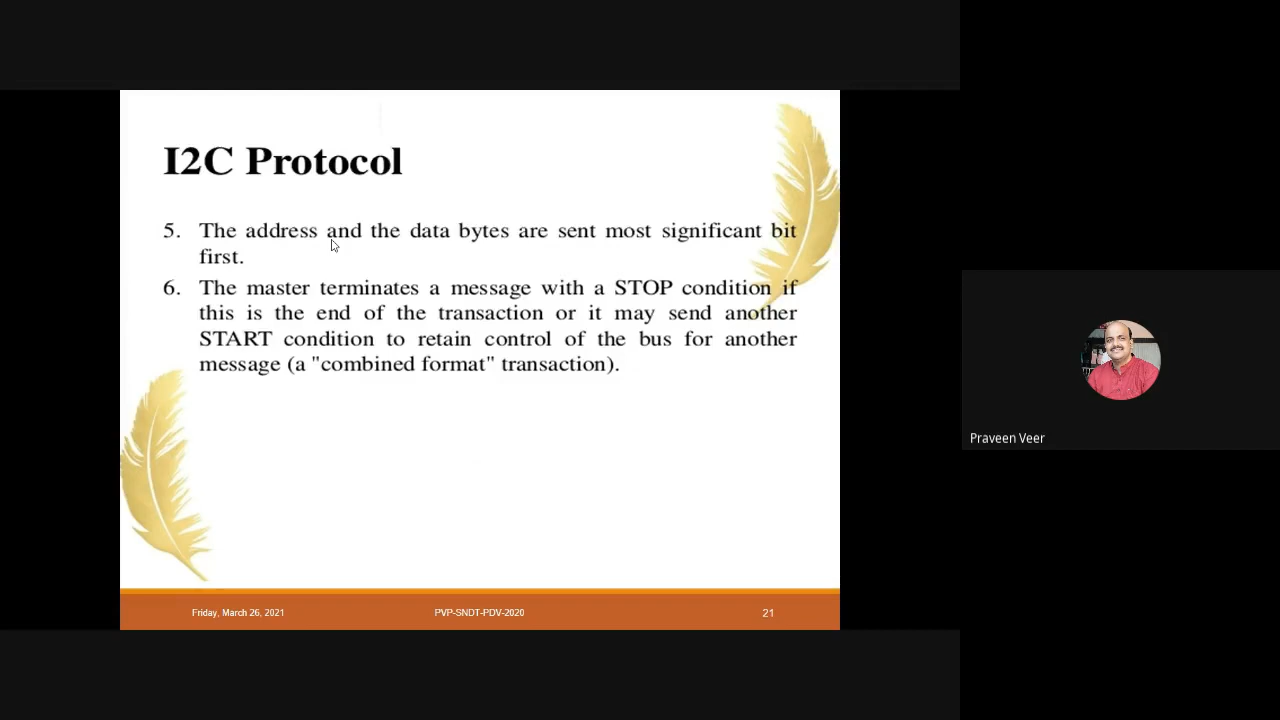 I2C Protocol
5. The address and the data bytes are sent most significant bit
first.
6. The master terminates a message with a STOP condition if
this is the end of the transaction or it may send another
START condition to retain control of the bus for another
message (a "combined format" transaction).
Friday, March 26, 2021 PVP-SNDT-PDV-2020 21
Praveen Veer